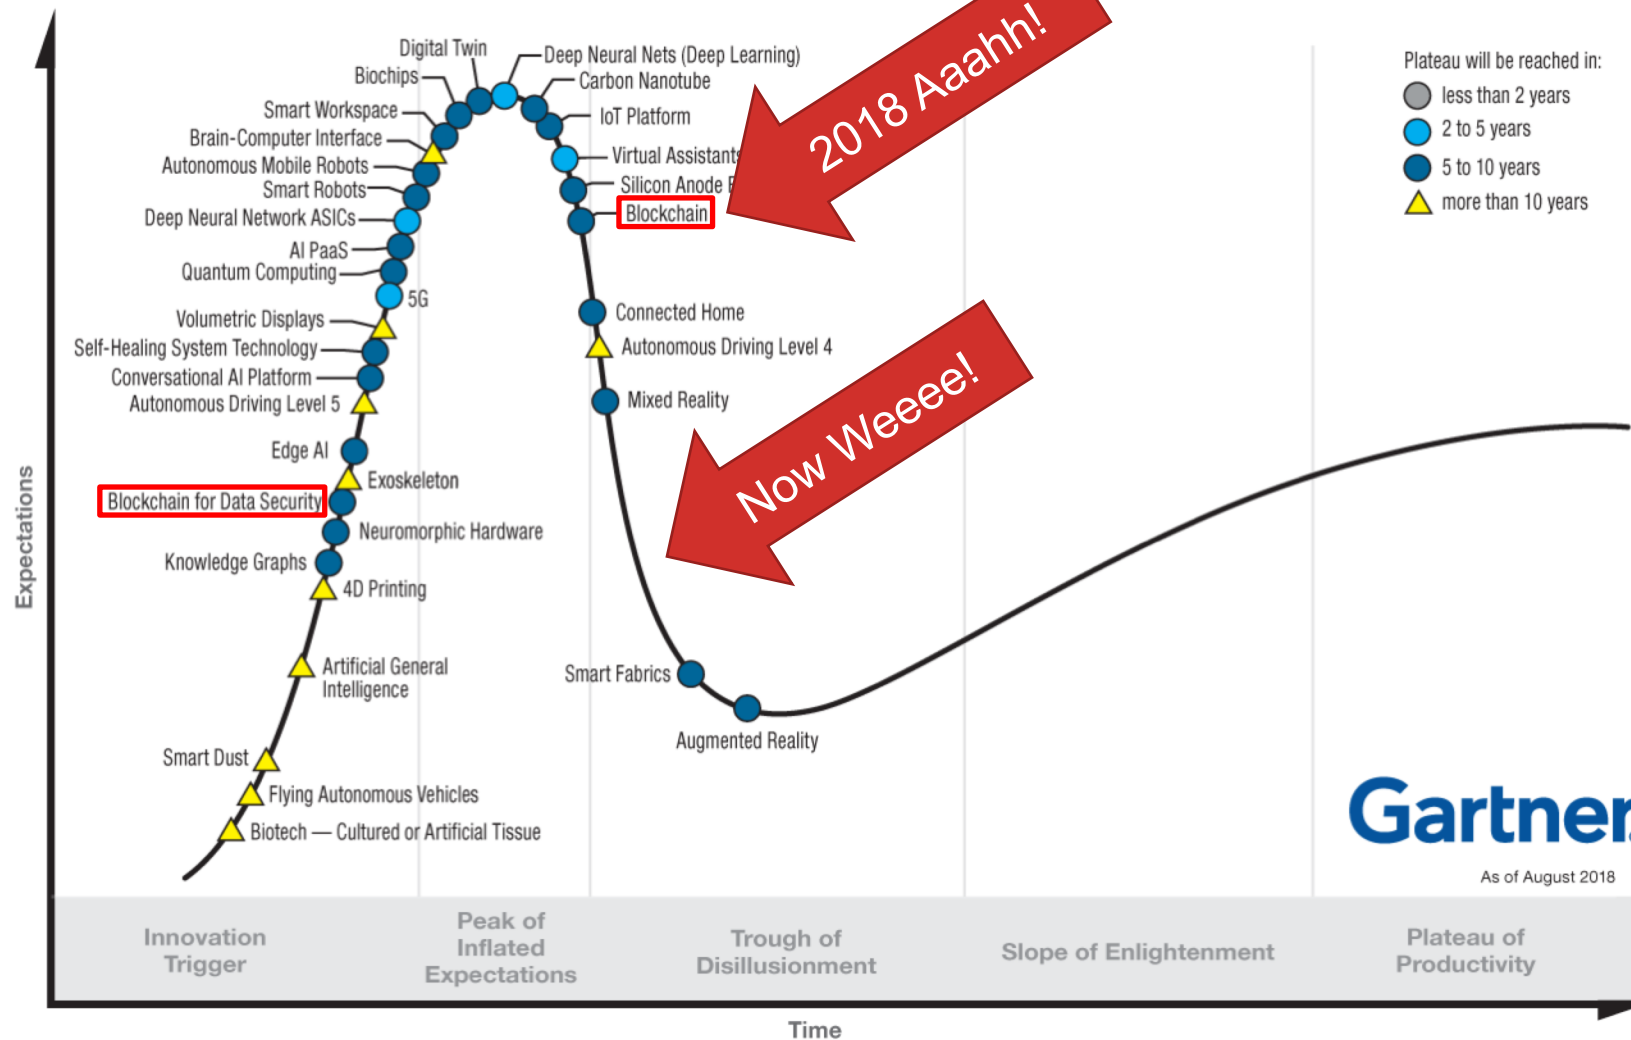 2018 Aaahh!
Digital Twin
Deep Neural Nets (Deep Learning)
Biochips
Carbon Nanotube
Smart Workspace
IoT Platform
Brain-Computer Interface
Virtual Assistants
Autonomous Mobile Robots
Silicon Anode
Smart Robots
Blockchain
Deep Neural Network ASICs
AI PaaS
Quantum Computing
5G
Volumetric Displays
Connected Home
Self-Healing System Technology
Autonomous Driving Level 4
Conversational AI Platform
Mixed Reality
Autonomous Driving Level 5
Now Weeee!
Edge AI
Exoskeleton
Blockchain for Data Security
Neuromorphic Hardware
Knowledge Graphs
4D Printing
Artificial General
Intelligence
Smart Fabrics
Augmented Reality
Smart Dust
Flying Autonomous Vehicles
Biotech — Cultured or Artificial Tissue
Plateau will be reached in:
less than 2 years
2 to 5 years
5 to 10 years
more than 10 years
Gartner.
As of August 2018
Expectations
Innovation
Trigger
Peak of
Inflated
Expectations
Trough of
Disillusionment
Slope of Enlightenment
Plateau of
Productivity
Time